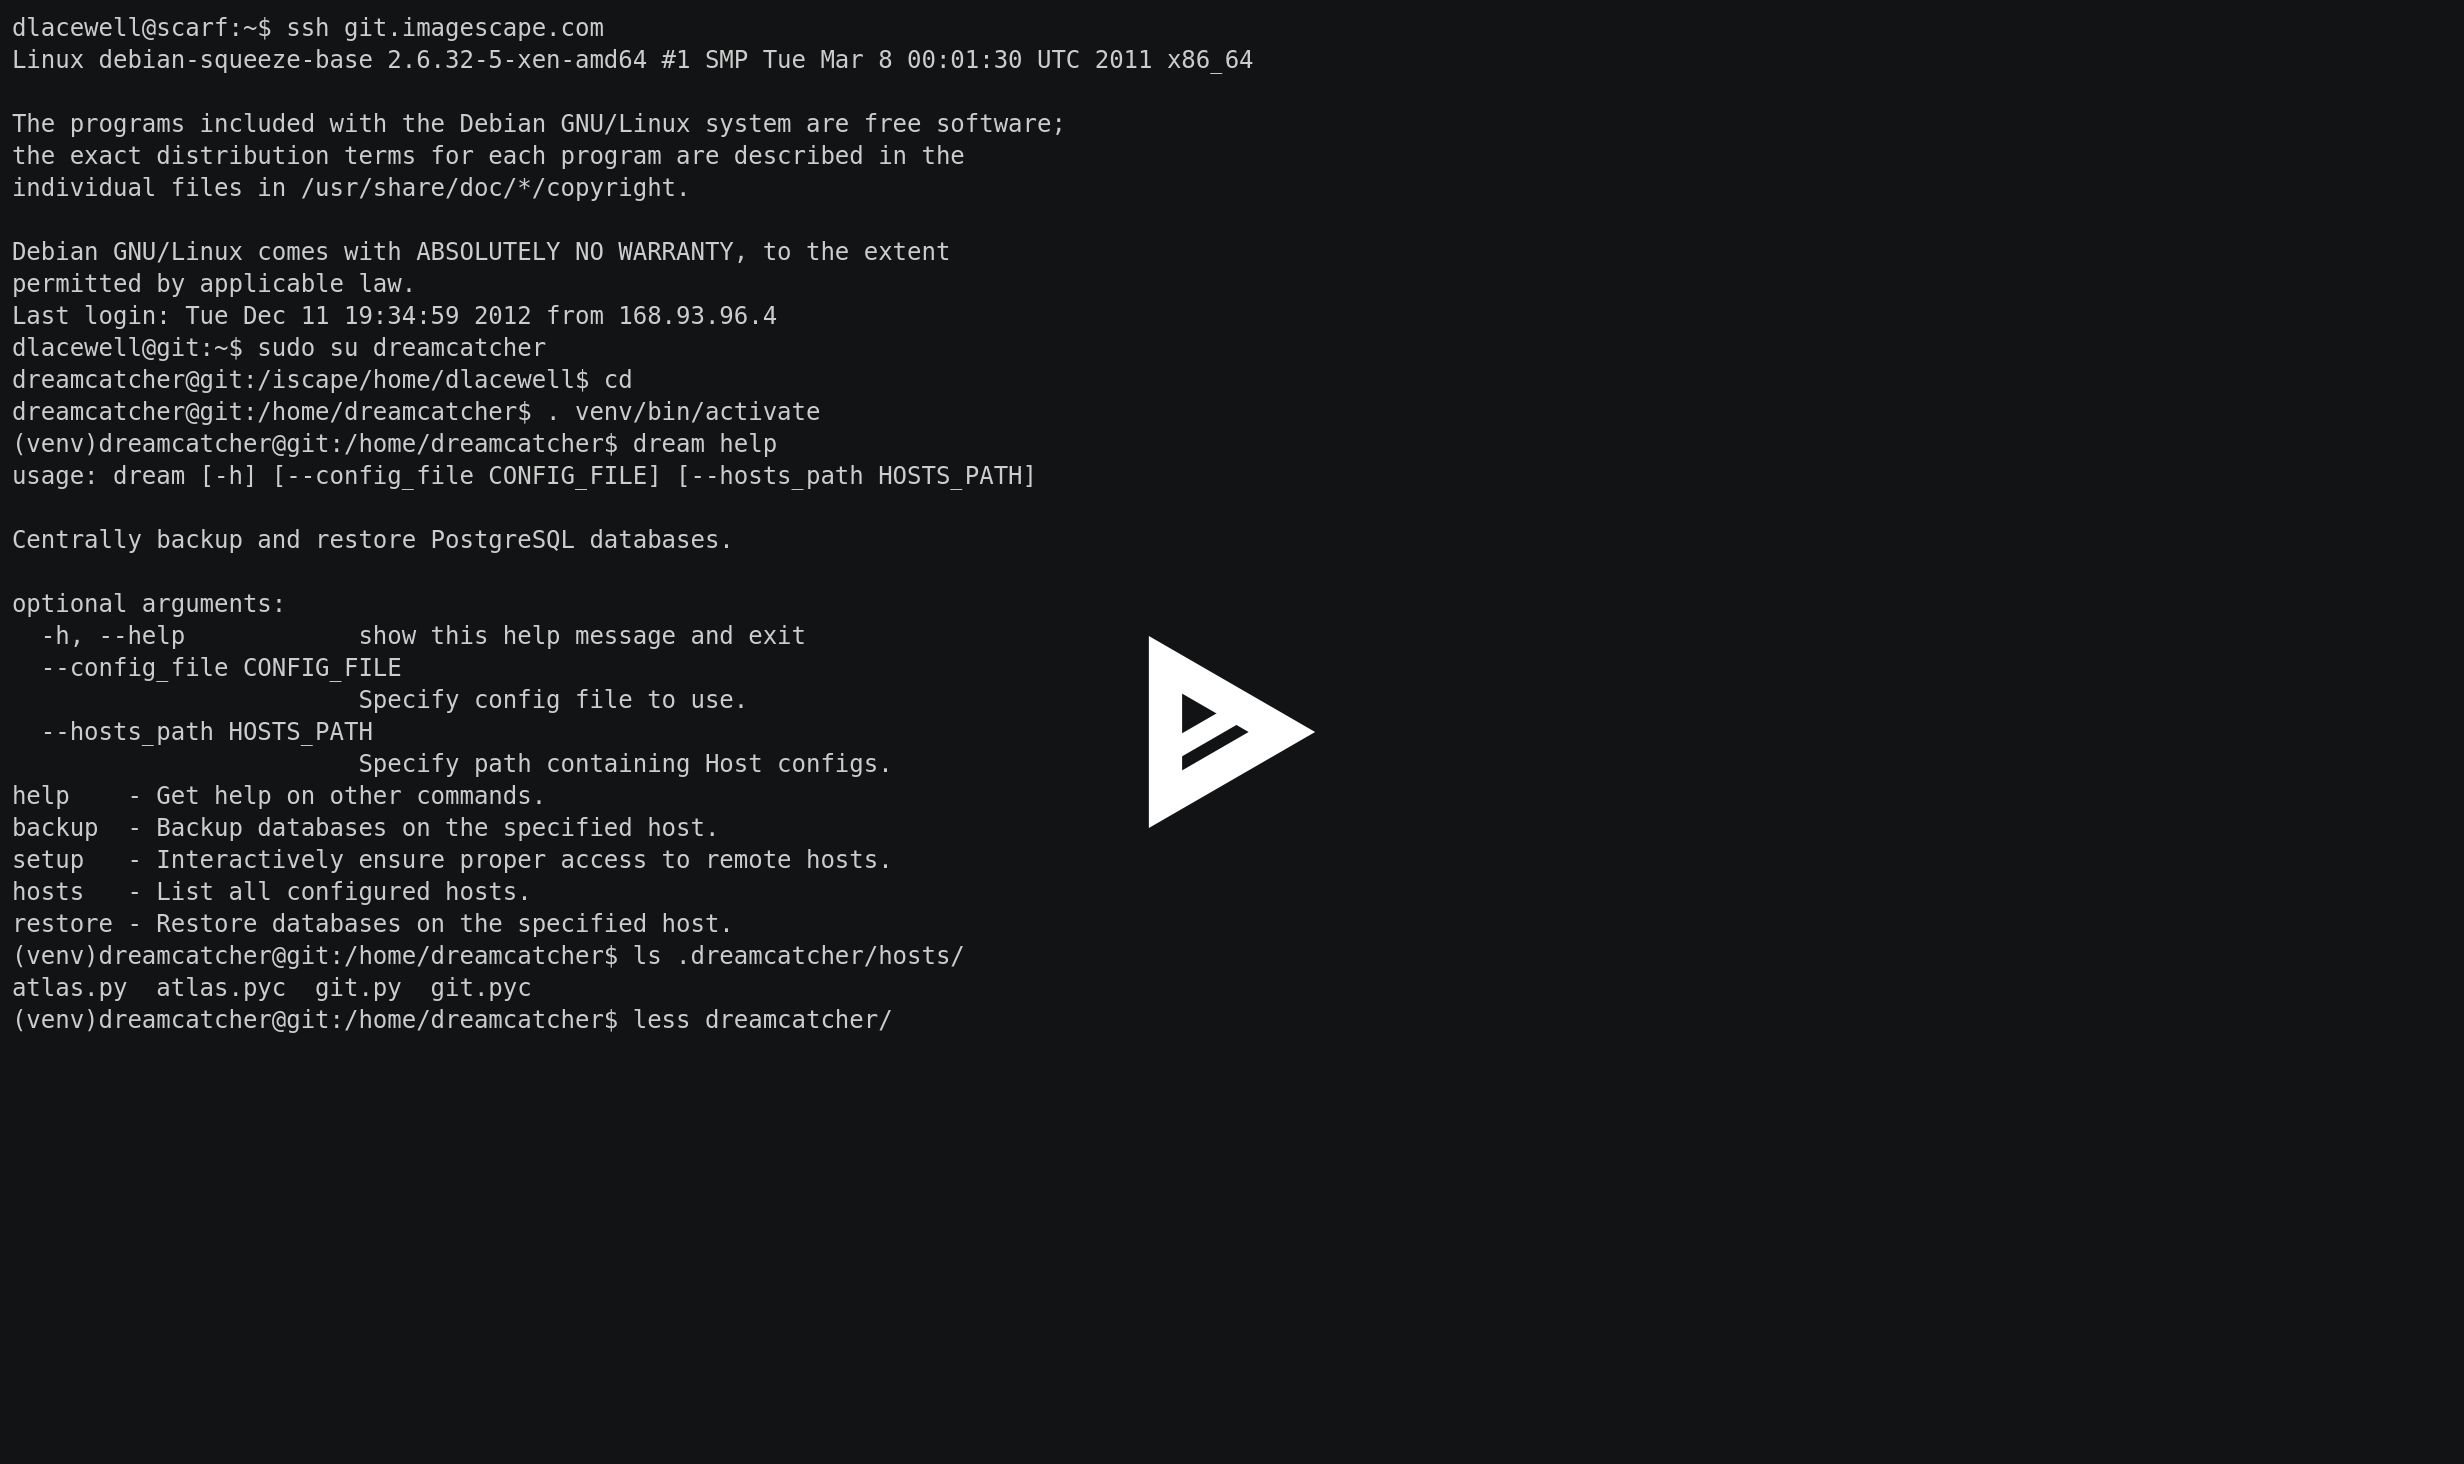 dlacewell@scarf:~$ ssh git.imagescape.com
Linux debian-squeeze-base 2.6.32-5-xen-amd64 #1 SMP Tue Mar 8 00:01:30 UTC 2011 x86_64

The programs included with the Debian GNU/Linux system are free software;
the exact distribution terms for each program are described in the
individual files in /usr/share/doc/*/copyright.

Debian GNU/Linux comes with ABSOLUTELY NO WARRANTY, to the extent
permitted by applicable law.
Last login: Tue Dec 11 19:34:59 2012 from 168.93.96.4
dlacewell@git:~$ sudo su dreamcatcher
dreamcatcher@git:/iscape/home/dlacewell$ cd
dreamcatcher@git:/home/dreamcatcher$ . venv/bin/activate
(venv)dreamcatcher@git:/home/dreamcatcher$ dream help
usage: dream [-h] [--config_file CONFIG_FILE] [--hosts_path HOSTS_PATH]

Centrally backup and restore PostgreSQL databases.

optional arguments:
  -h, --help            show this help message and exit
  --config_file CONFIG_FILE
                        Specify config file to use.
  --hosts_path HOSTS_PATH
                        Specify path containing Host configs.
help    - Get help on other commands.
backup  - Backup databases on the specified host.
setup   - Interactively ensure proper access to remote hosts.
hosts   - List all configured hosts.
restore - Restore databases on the specified host.
(venv)dreamcatcher@git:/home/dreamcatcher$ ls .dreamcatcher/hosts/
atlas.py  atlas.pyc  git.py  git.pyc
(venv)dreamcatcher@git:/home/dreamcatcher$ less dreamcatcher/